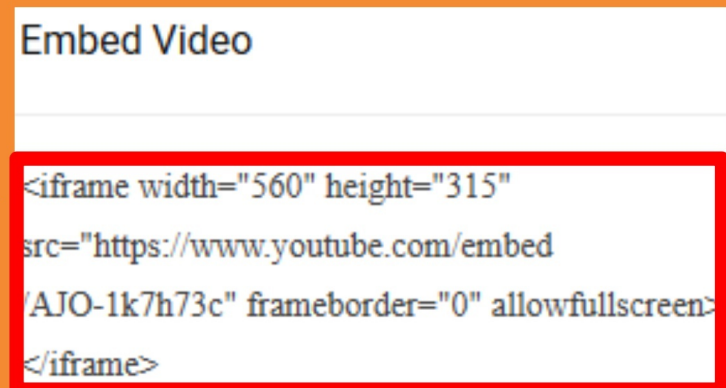 Embed Video
<iframe width="560" height="315"
src="https://www.youtube.com/embed
/AJO-1k7h73c" frameborder="0" allowfullscreen>
</iframe>